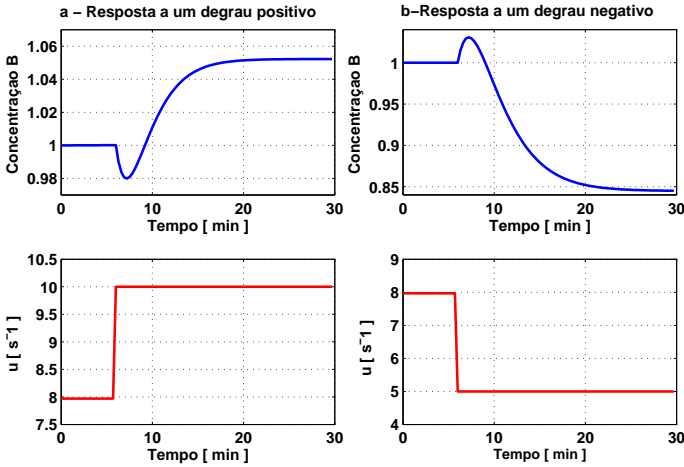 a − Resposta a um degrau positivo
1.06
1.04
1.02
1
0.98
Concentraçao B
0 10 20 30
Tempo [ min ]
b−Resposta a um degrau negativo
1
0.95
0.9
0.85
Concentraçao B
0 10 20 30
Tempo [ min ]
10.5
10
9.5
9
8.5
8
7.5
u [ s⁻1 ]
0 10 20 30
Tempo [ min ]
9
8
7
6
5
4
u [ s⁻1 ]
0 10 20 30
Tempo [ min ]